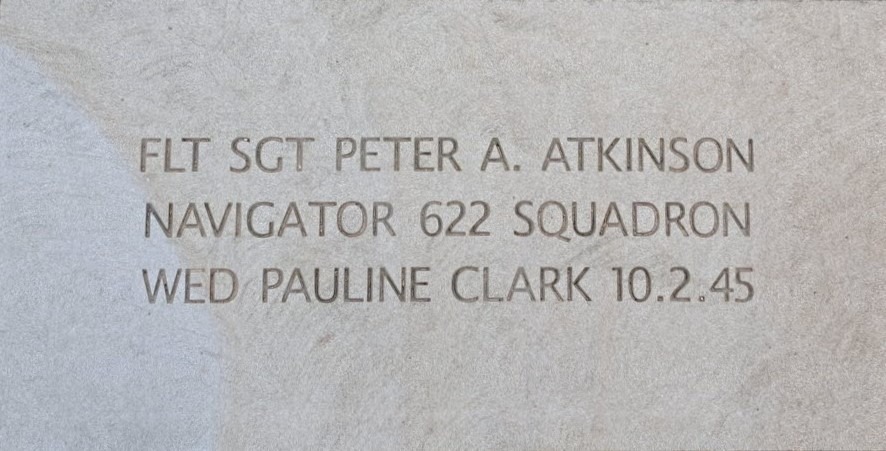 FLT SGT PETER A. ATKINSON
NAVIGATOR 622 SQUADRON
WED PAULINE CLARK 10.2.45